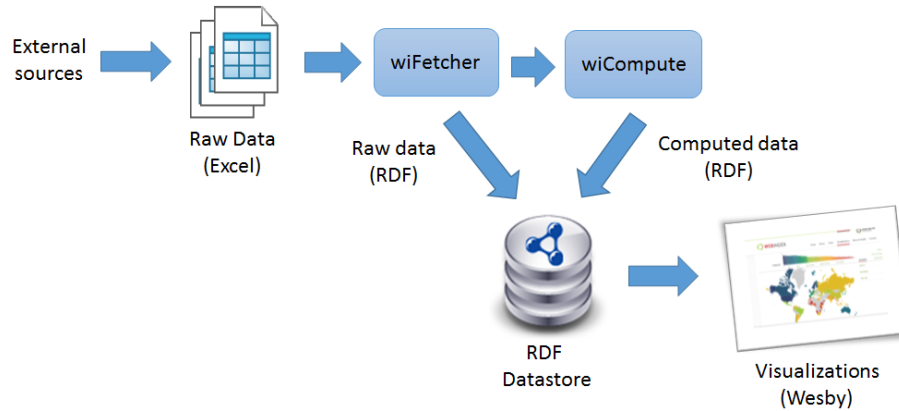 External
sources
Raw Data
(Excel)
wiFetcher
wiCompute
Raw data
(RDF)
Computed data
(RDF)
RDF
Datastore
Visualizations
(Wesby)